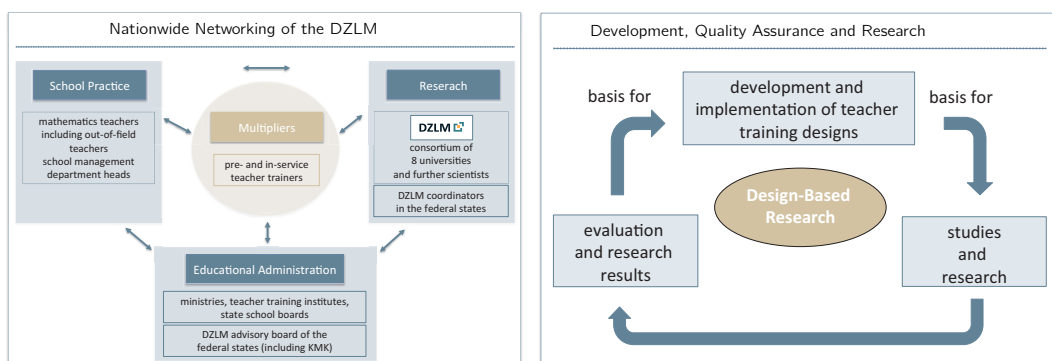 Nationwide Networking of the DZLM
School Practice
mathematics teachers
including out-of-field
teachers
school management
department heads
Multipliers
pre- and in-service
teacher trainers
Reserach
DZLM
consortium of
8 universities
and further scientists
DZLM coordinators
in the federal states
Educational Administration
ministries, teacher training institutes,
state school boards
DZLM advisory board of the
federal states (including KMK)
Development, Quality Assurance and Research
basis for
development and
implementation of teacher
training designs
basis for
Design-Based
Research
evaluation
and research
results
studies
and
research